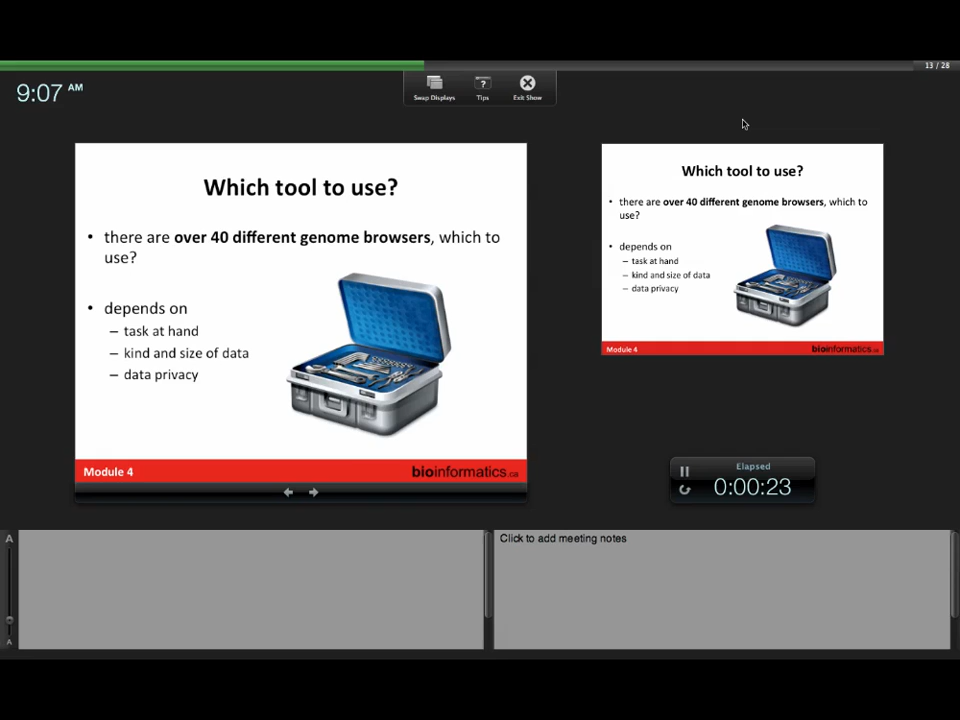 13 / 28
9:07 AM
Swap Displays
?
Tips
Exit Show
Which tool to use?
• there are over 40 different genome browsers, which to
use?
• depends on
– task at hand
– kind and size of data
– data privacy
Module 4
bioinformatics.ca
Which tool to use?
• there are over 40 different genome browsers, which to
use?
• depends on
– task at hand
– kind and size of data
– data privacy
Module 4
bioinformatics.ca
Elapsed
0:00:23
A
A
Click to add meeting notes